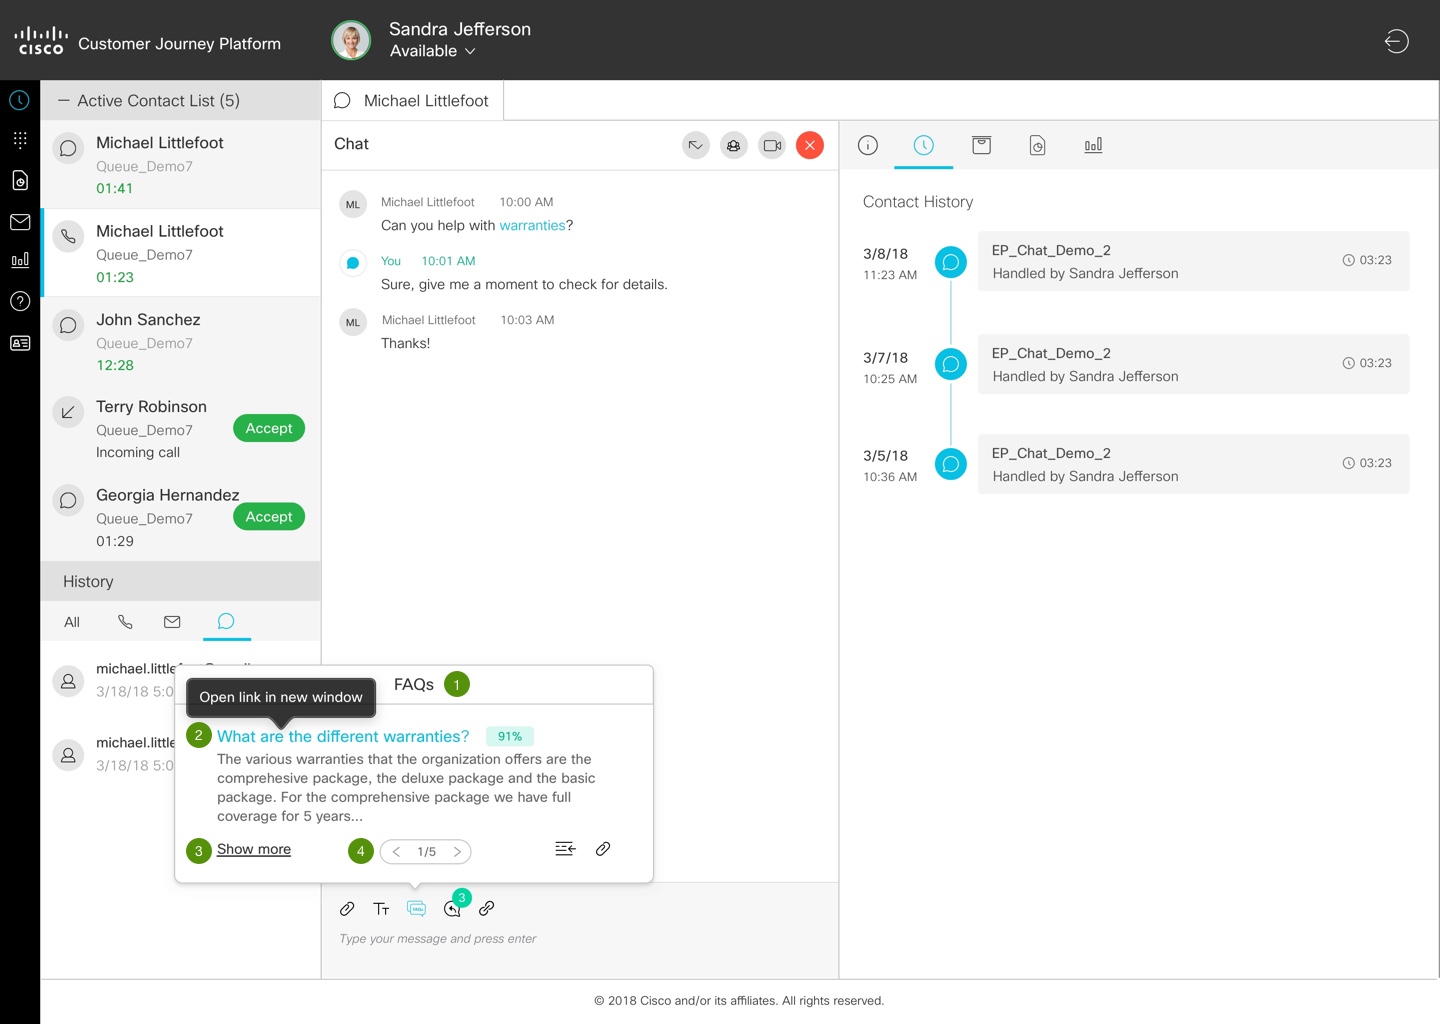 cisco Customer Journey Platform
Sandra Jefferson
Available
Active Contact List (5)
Michael Littlefoot
Queue_Demo7
01:41
Michael Littlefoot
Queue_Demo7
01:23
John Sanchez
Queue_Demo7
12:28
Terry Robinson
Queue_Demo7
Accept
Incoming call
Georgia Hernandez
Queue_Demo7
Accept
01:29
History
All
michael.little
3/18/18 5:0
michael.little
3/18/18 5:0
Michael Littlefoot
Chat
ML Michael Littlefoot 10:00 AM
Can you help with warranties?
You 10:01 AM
Sure, give me a moment to check for details.
ML Michael Littlefoot 10:03 AM
Thanks!
FAQs 1
Open link in new window
2 What are the different warranties? 91%
The various warranties that the organization offers are the
comprehesive package, the deluxe package and the basic
package. For the comprehensive package we have full
coverage for 5 years...
3 Show more 4 < 1/5 >
Tт 3
Type your message and press enter
Contact History
3/8/18
11:23 AM
EP_Chat_Demo_2
Handled by Sandra Jefferson
03:23
3/7/18
10:25 AM
EP_Chat_Demo_2
Handled by Sandra Jefferson
03:23
3/5/18
10:36 AM
EP_Chat_Demo_2
Handled by Sandra Jefferson
03:23
© 2018 Cisco and/or its affiliates. All rights reserved.